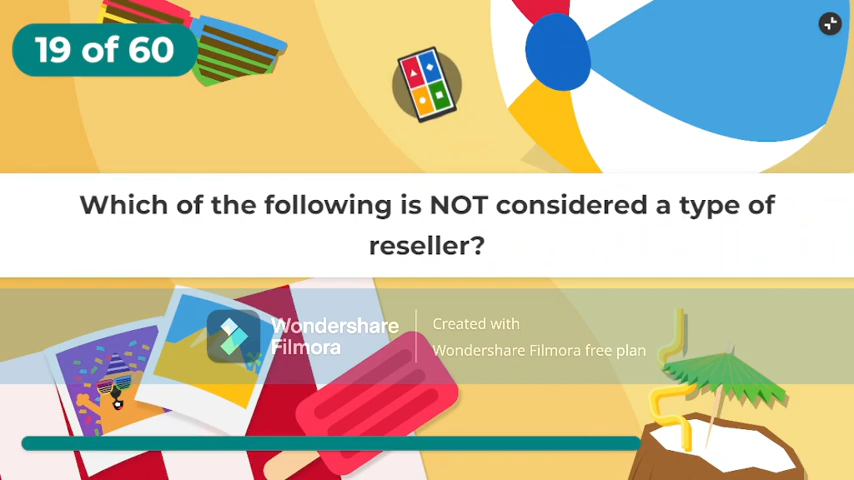 19 of 60
Which of the following is NOT considered a type of
reseller?
Wondershare
Filmora
Created with
Wondershare Filmora free plan